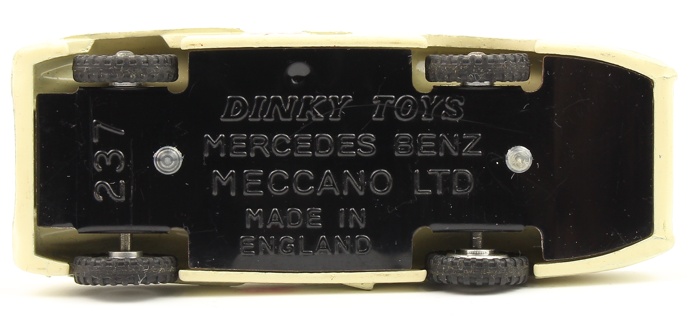 DINKY TOYS
MERCEDES BENZ
MECCANO LTD
MADE IN
ENGLAND
237